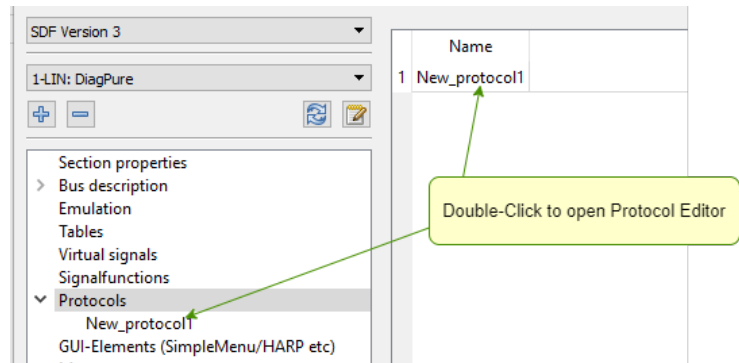 SDF Version 3
1-LIN: DiagPure
Section properties
Bus description
Emulation
Tables
Virtual signals
Signalfunctions
Protocols
New_protocol1
GUI-Elements (SimpleMenu/HARP etc)
Name
1 New_protocol1
Double-Click to open Protocol Editor